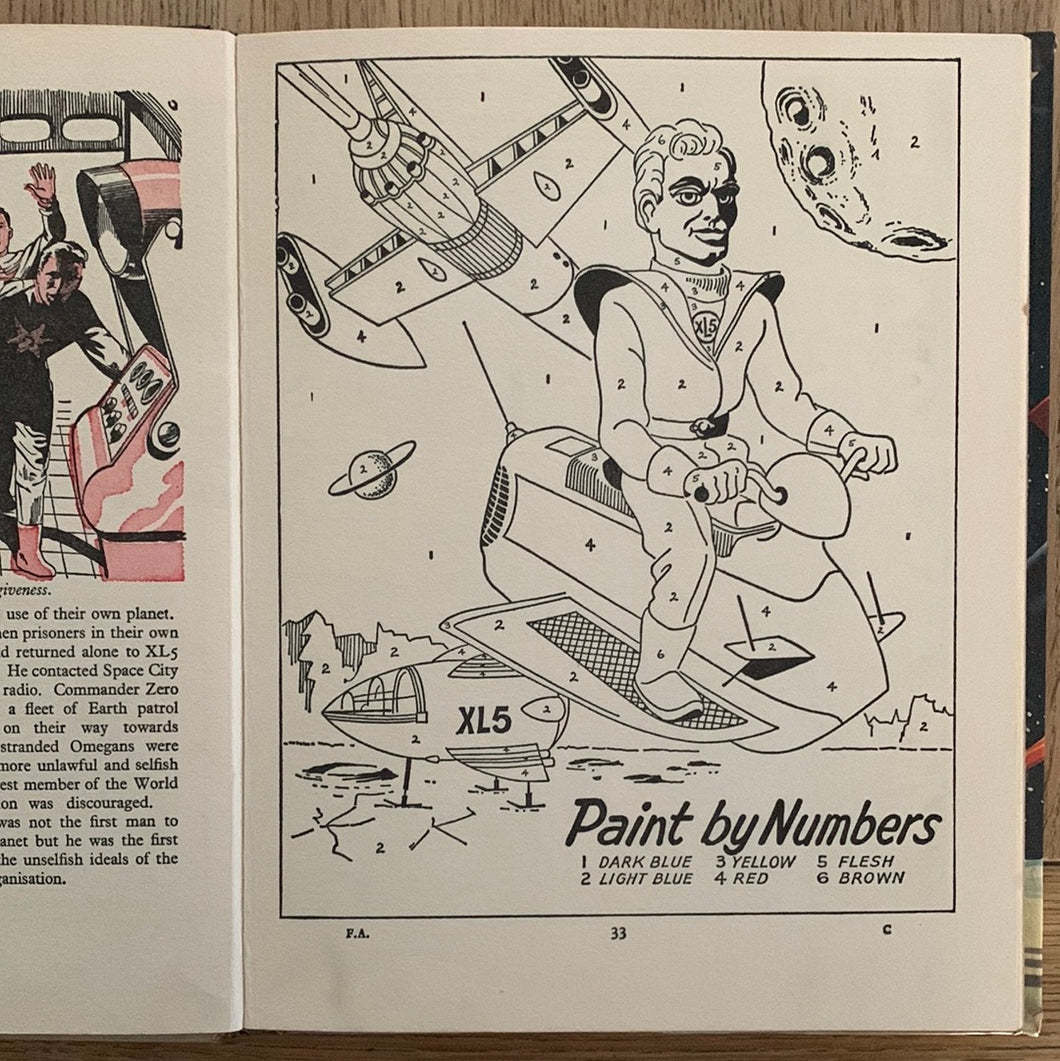 giveness.
use of their own planet.
en prisoners in their own
d returned alone to XL5
He contacted Space City
radio. Commander Zero
a fleet of Earth patrol
on their way towards
stranded Omegans were
more unlawful and selfish
est member of the World
on was discouraged.
was not the first man to
anet but he was the first
he unselfish ideals of the
ganisation.
XL5
XL5
Paint by Numbers
1 DARK BLUE 3 YELLOW 5 FLESH
2 LIGHT BLUE 4 RED 6 BROWN
F.A. 33 C